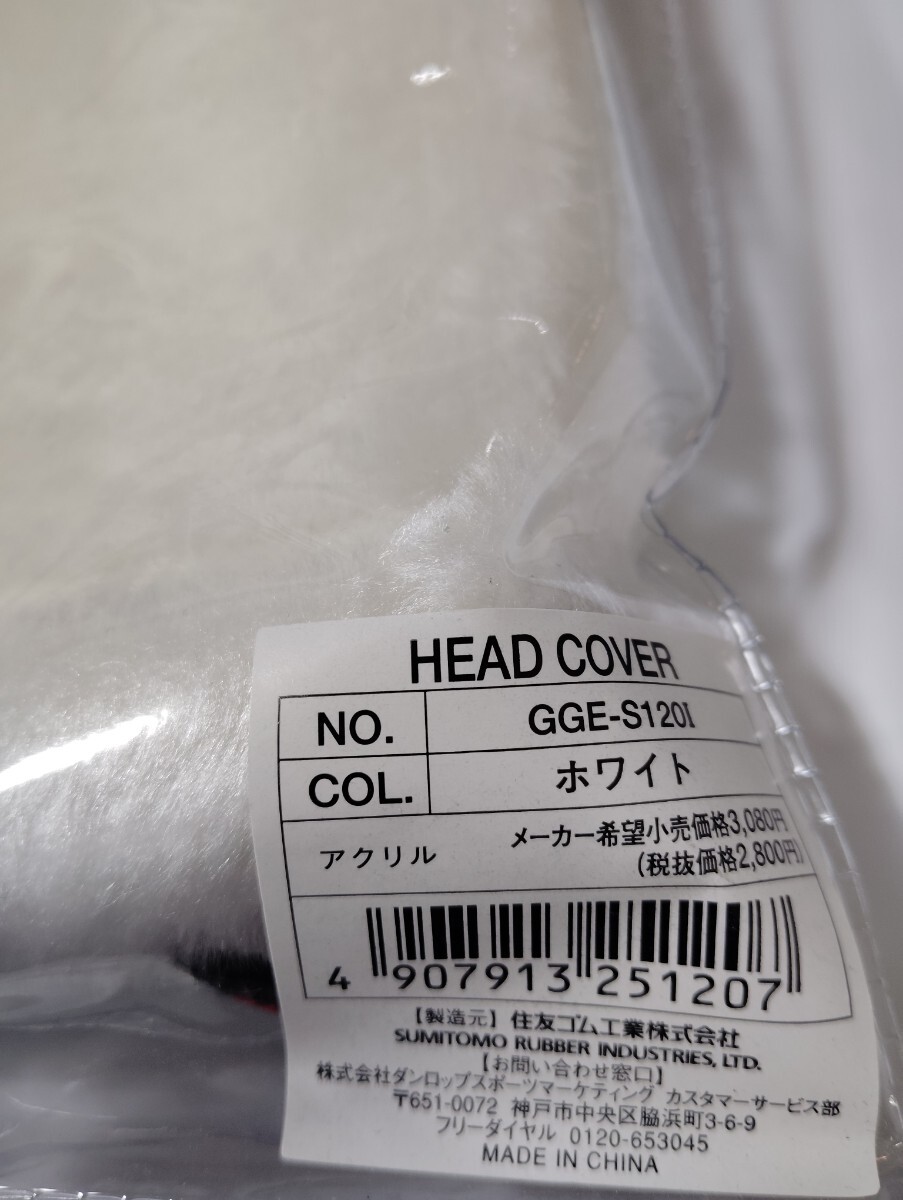 HEAD COVER
NO. GGE-S120I
COL. ホワイト
アクリル メーカー希望小売価格3,080円
(税抜価格2,800円)
4 907913 251207
【製造元】住友ゴム工業株式会社
SUMITOMO RUBBER INDUSTRIES, LTD.
【お問い合わせ窓口】
株式会社ダンロップスポーツマーケティング カスタマーサービス部
〒651-0072 神戸市中央区脇浜町3-6-9
フリーダイヤル 0120-653045
MADE IN CHINA